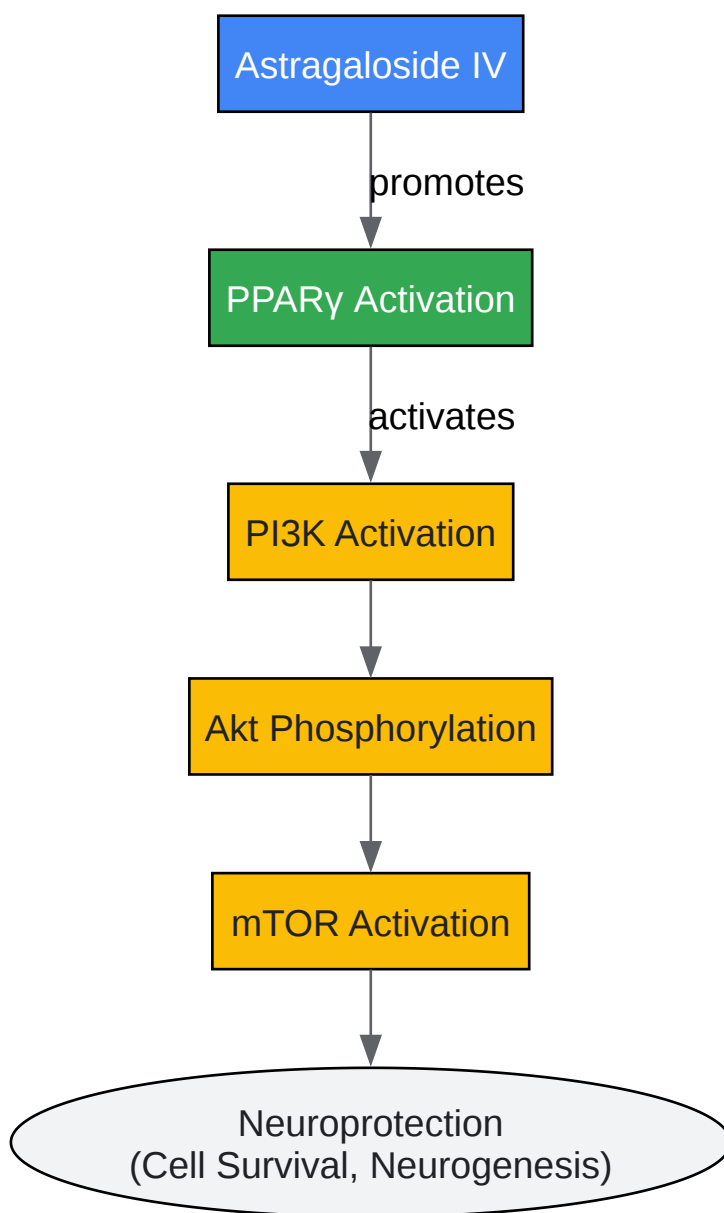 Astragaloside IV
promotes
PPARγ Activation
activates
PI3K Activation
Akt Phosphorylation
mTOR Activation
Neuroprotection
(Cell Survival, Neurogenesis)